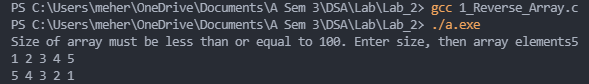 PS C:\Users\meher\OneDrive\Documents\A Sem 3\DSA\Lab\Lab_2> gcc 1_Reverse_Array.c
PS C:\Users\meher\OneDrive\Documents\A Sem 3\DSA\Lab\Lab_2> ./a.exe
Size of array must be less than or equal to 100. Enter size, then array elements5
1 2 3 4 5
5 4 3 2 1